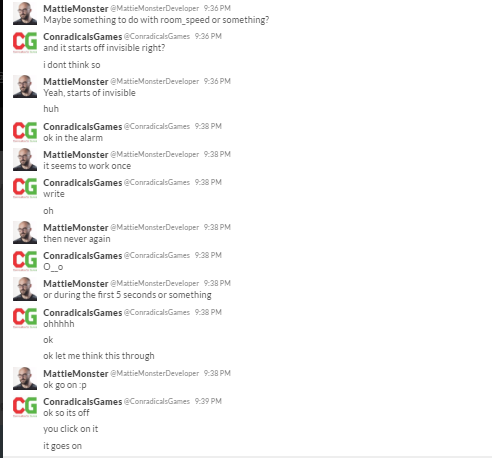 MattieMonster @MattieMonsterDeveloper 9:36 PM
Maybe something to do with room_speed or something?
CG ConradicalsGames @ConradicalsGames 9:36 PM
and it starts off invisible right?
i dont think so
MattieMonster @MattieMonsterDeveloper 9:36 PM
Yeah, starts of invisible
huh
CG ConradicalsGames @ConradicalsGames 9:38 PM
ok in the alarm
MattieMonster @MattieMonsterDeveloper 9:38 PM
it seems to work once
CG ConradicalsGames @ConradicalsGames 9:38 PM
write
oh
MattieMonster @MattieMonsterDeveloper 9:38 PM
then never again
CG ConradicalsGames @ConradicalsGames 9:38 PM
O__o
MattieMonster @MattieMonsterDeveloper 9:38 PM
or during the first 5 seconds or something
CG ConradicalsGames @ConradicalsGames 9:38 PM
ohhhhh
ok
ok let me think this through
MattieMonster @MattieMonsterDeveloper 9:38 PM
ok go on :p
CG ConradicalsGames @ConradicalsGames 9:39 PM
ok so its off
you click on it
it goes on